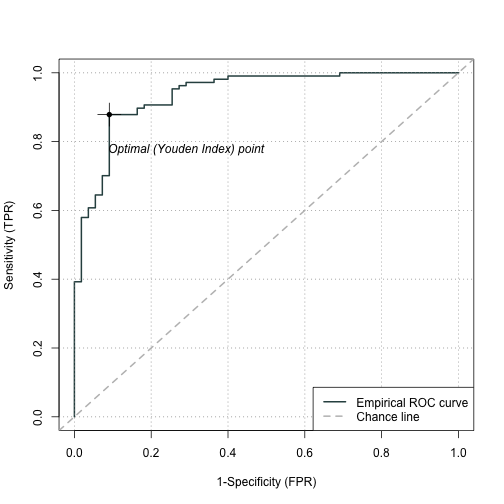 1.0
0.8
0.6
0.4
0.2
0.0
Sensitivity (TPR)
Optimal (Youden Index) point
Empirical ROC curve
Chance line
0.0 0.2 0.4 0.6 0.8 1.0
1-Specificity (FPR)